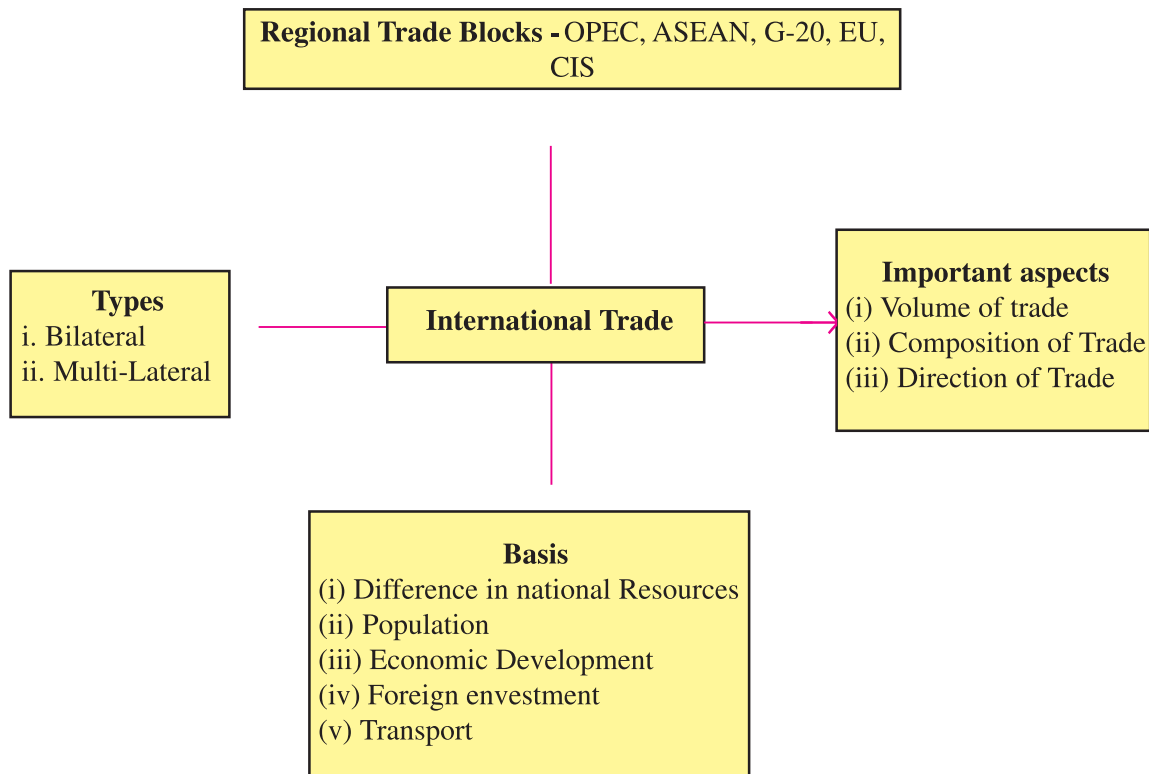 Regional Trade Blocks - OPEC, ASEAN, G-20, EU,
CIS
Types
i. Bilateral
ii. Multi-Lateral
International Trade
Important aspects
(i) Volume of trade
(ii) Composition of Trade
(iii) Direction of Trade
Basis
(i) Difference in national Resources
(ii) Population
(iii) Economic Development
(iv) Foreign envestment
(v) Transport